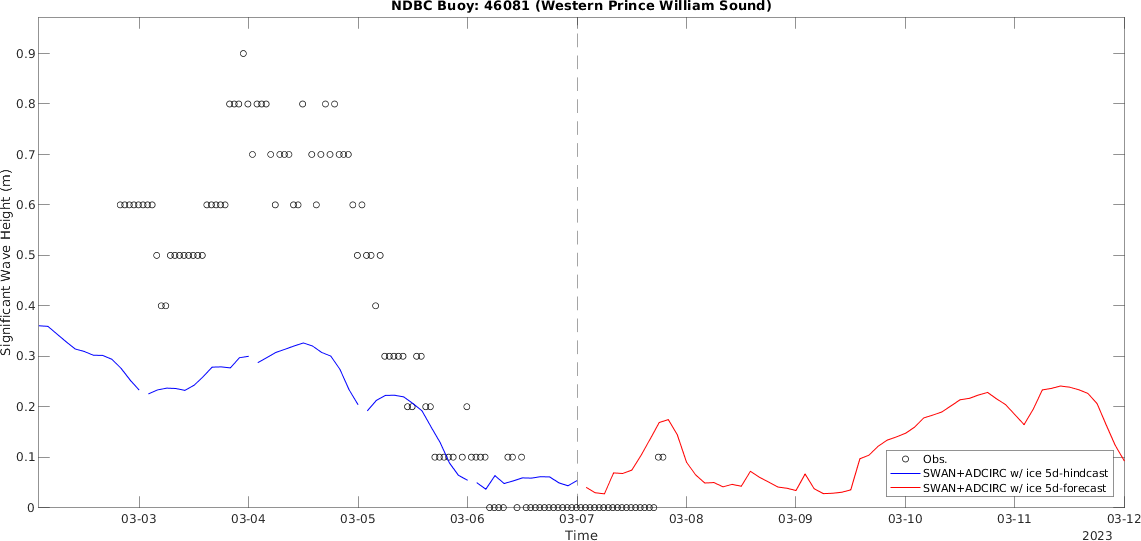 NDBC Buoy: 46081 (Western Prince William Sound)
Significant Wave Height (m)
0.9
0.8
0.7
0.6
0.5
0.4
0.3
0.2
0.1
0
Obs.
SWAN+ADCIRC w/ ice 5d-hindcast
SWAN+ADCIRC w/ ice 5d-forecast
03-03 03-04 03-05 03-06 03-07 03-08 03-09 03-10 03-11 03-12
Time
2023